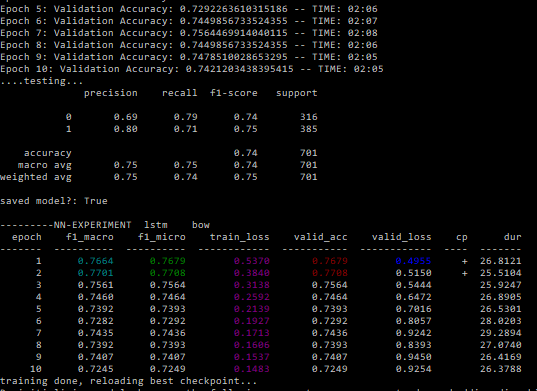 Epoch 5: Validation Accuracy: 0.7292263610315186 -- TIME: 02:06
Epoch 6: Validation Accuracy: 0.7449856733524355 -- TIME: 02:07
Epoch 7: Validation Accuracy: 0.7564469914040115 -- TIME: 02:08
Epoch 8: Validation Accuracy: 0.7449856733524355 -- TIME: 02:06
Epoch 9: Validation Accuracy: 0.7478510028653295 -- TIME: 02:05
Epoch 10: Validation Accuracy: 0.7421203438395415 -- TIME: 02:05
....testing...
precision recall f1-score support
0 0.69 0.79 0.74 316
1 0.80 0.71 0.75 385
accuracy 0.74 701
macro avg 0.75 0.75 0.74 701
weighted avg 0.75 0.74 0.75 701
saved model?: True
---------NN-EXPERIMENT lstm bow
epoch f1_macro f1_micro train_loss valid_acc valid_loss cp dur
------- ---------- ---------- ------------ ----------- ------------ ---- -------
1 0.7664 0.7679 0.5370 0.7679 0.4955 + 26.8121
2 0.7701 0.7708 0.3840 0.7708 0.5150 + 25.5104
3 0.7561 0.7564 0.3138 0.7564 0.5444 25.9247
4 0.7460 0.7464 0.2592 0.7464 0.6472 26.8905
5 0.7392 0.7393 0.2139 0.7393 0.7016 26.5301
6 0.7282 0.7292 0.1927 0.7292 0.8057 28.0203
7 0.7435 0.7436 0.1713 0.7436 0.9242 29.2894
8 0.7392 0.7393 0.1606 0.7393 0.8393 27.0740
9 0.7407 0.7407 0.1537 0.7407 0.9450 26.4169
10 0.7245 0.7249 0.1483 0.7249 0.9254 26.3788
training done, reloading best checkpoint...